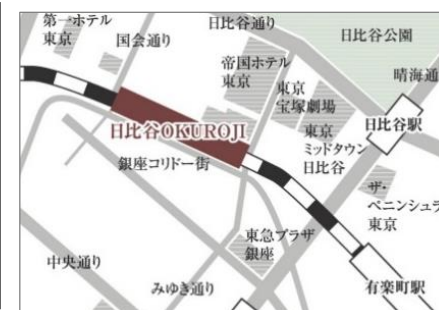 第一ホテル
東京
国会通り
日比谷通り
日比谷公園
帝国ホテル
東京
晴海通
東京
宝塚劇場
日比谷OKUROJI
東京
ミッドタウン
日比谷
日比谷駅
銀座コリドー街
ザ・
ペニンシュラ
東京
東急プラザ
銀座
中央通り
みゆき通り
有楽町駅